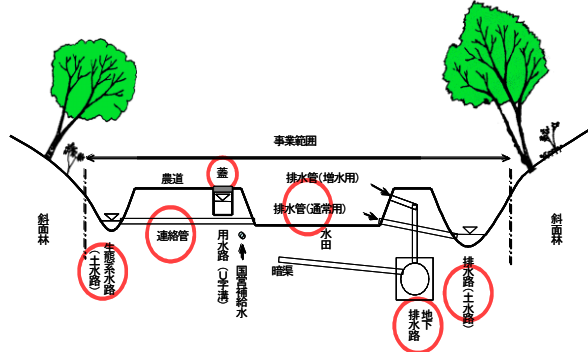 事業範囲
農道
蓋
排水管(増水用)
排水管(通常用)
連絡管
水田
暗渠
斜面林
生態系水路
(土水路)
用水路(U字溝)
国営補給水
地下
排水路
排水路(土水路)
斜面林